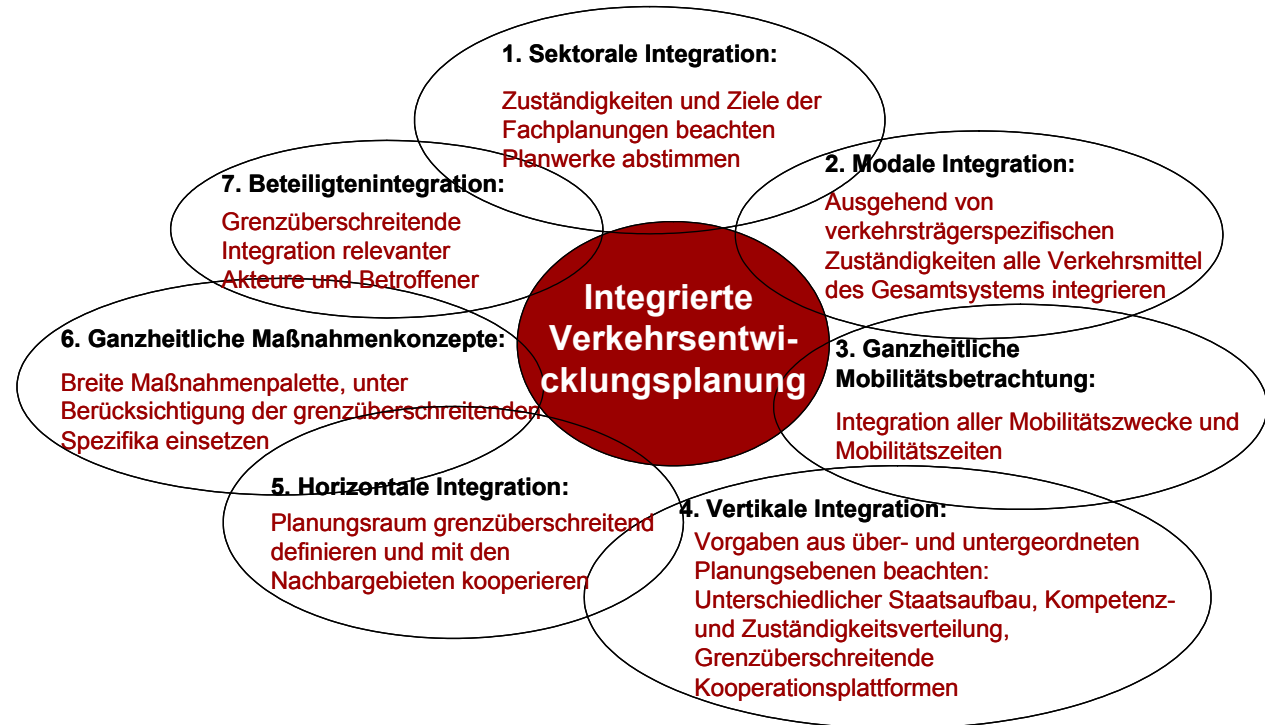 1. Sektorale Integration:
Zuständigkeiten und Ziele der
Fachplanungen beachten
Planwerke abstimmen
2. Modale Integration:
Ausgehend von
verkehrsträgerspezifischen
Zuständigkeiten alle Verkehrsmittel
des Gesamtsystems integrieren
3. Ganzheitliche
Mobilitätsbetrachtung:
Integration aller Mobilitätszwecke und
Mobilitätszeiten
4. Vertikale Integration:
Vorgaben aus über- und untergeordneten
Planungsebenen beachten:
Unterschiedlicher Staatsaufbau, Kompetenz-
und Zuständigkeitsverteilung,
Grenzüberschreitende
Kooperationsplattformen
5. Horizontale Integration:
Planungsraum grenzüberschreitend
definieren und mit den
Nachbargebieten kooperieren
6. Ganzheitliche Maßnahmenkonzepte:
Breite Maßnahmenpalette, unter
Berücksichtigung der grenzüberschreitenden
Spezifika einsetzen
7. Beteiligtenintegration:
Grenzüberschreitende
Integration relevanter
Akteure und Betroffener
Integrierte
Verkehrsentwi-
cklungsplanung